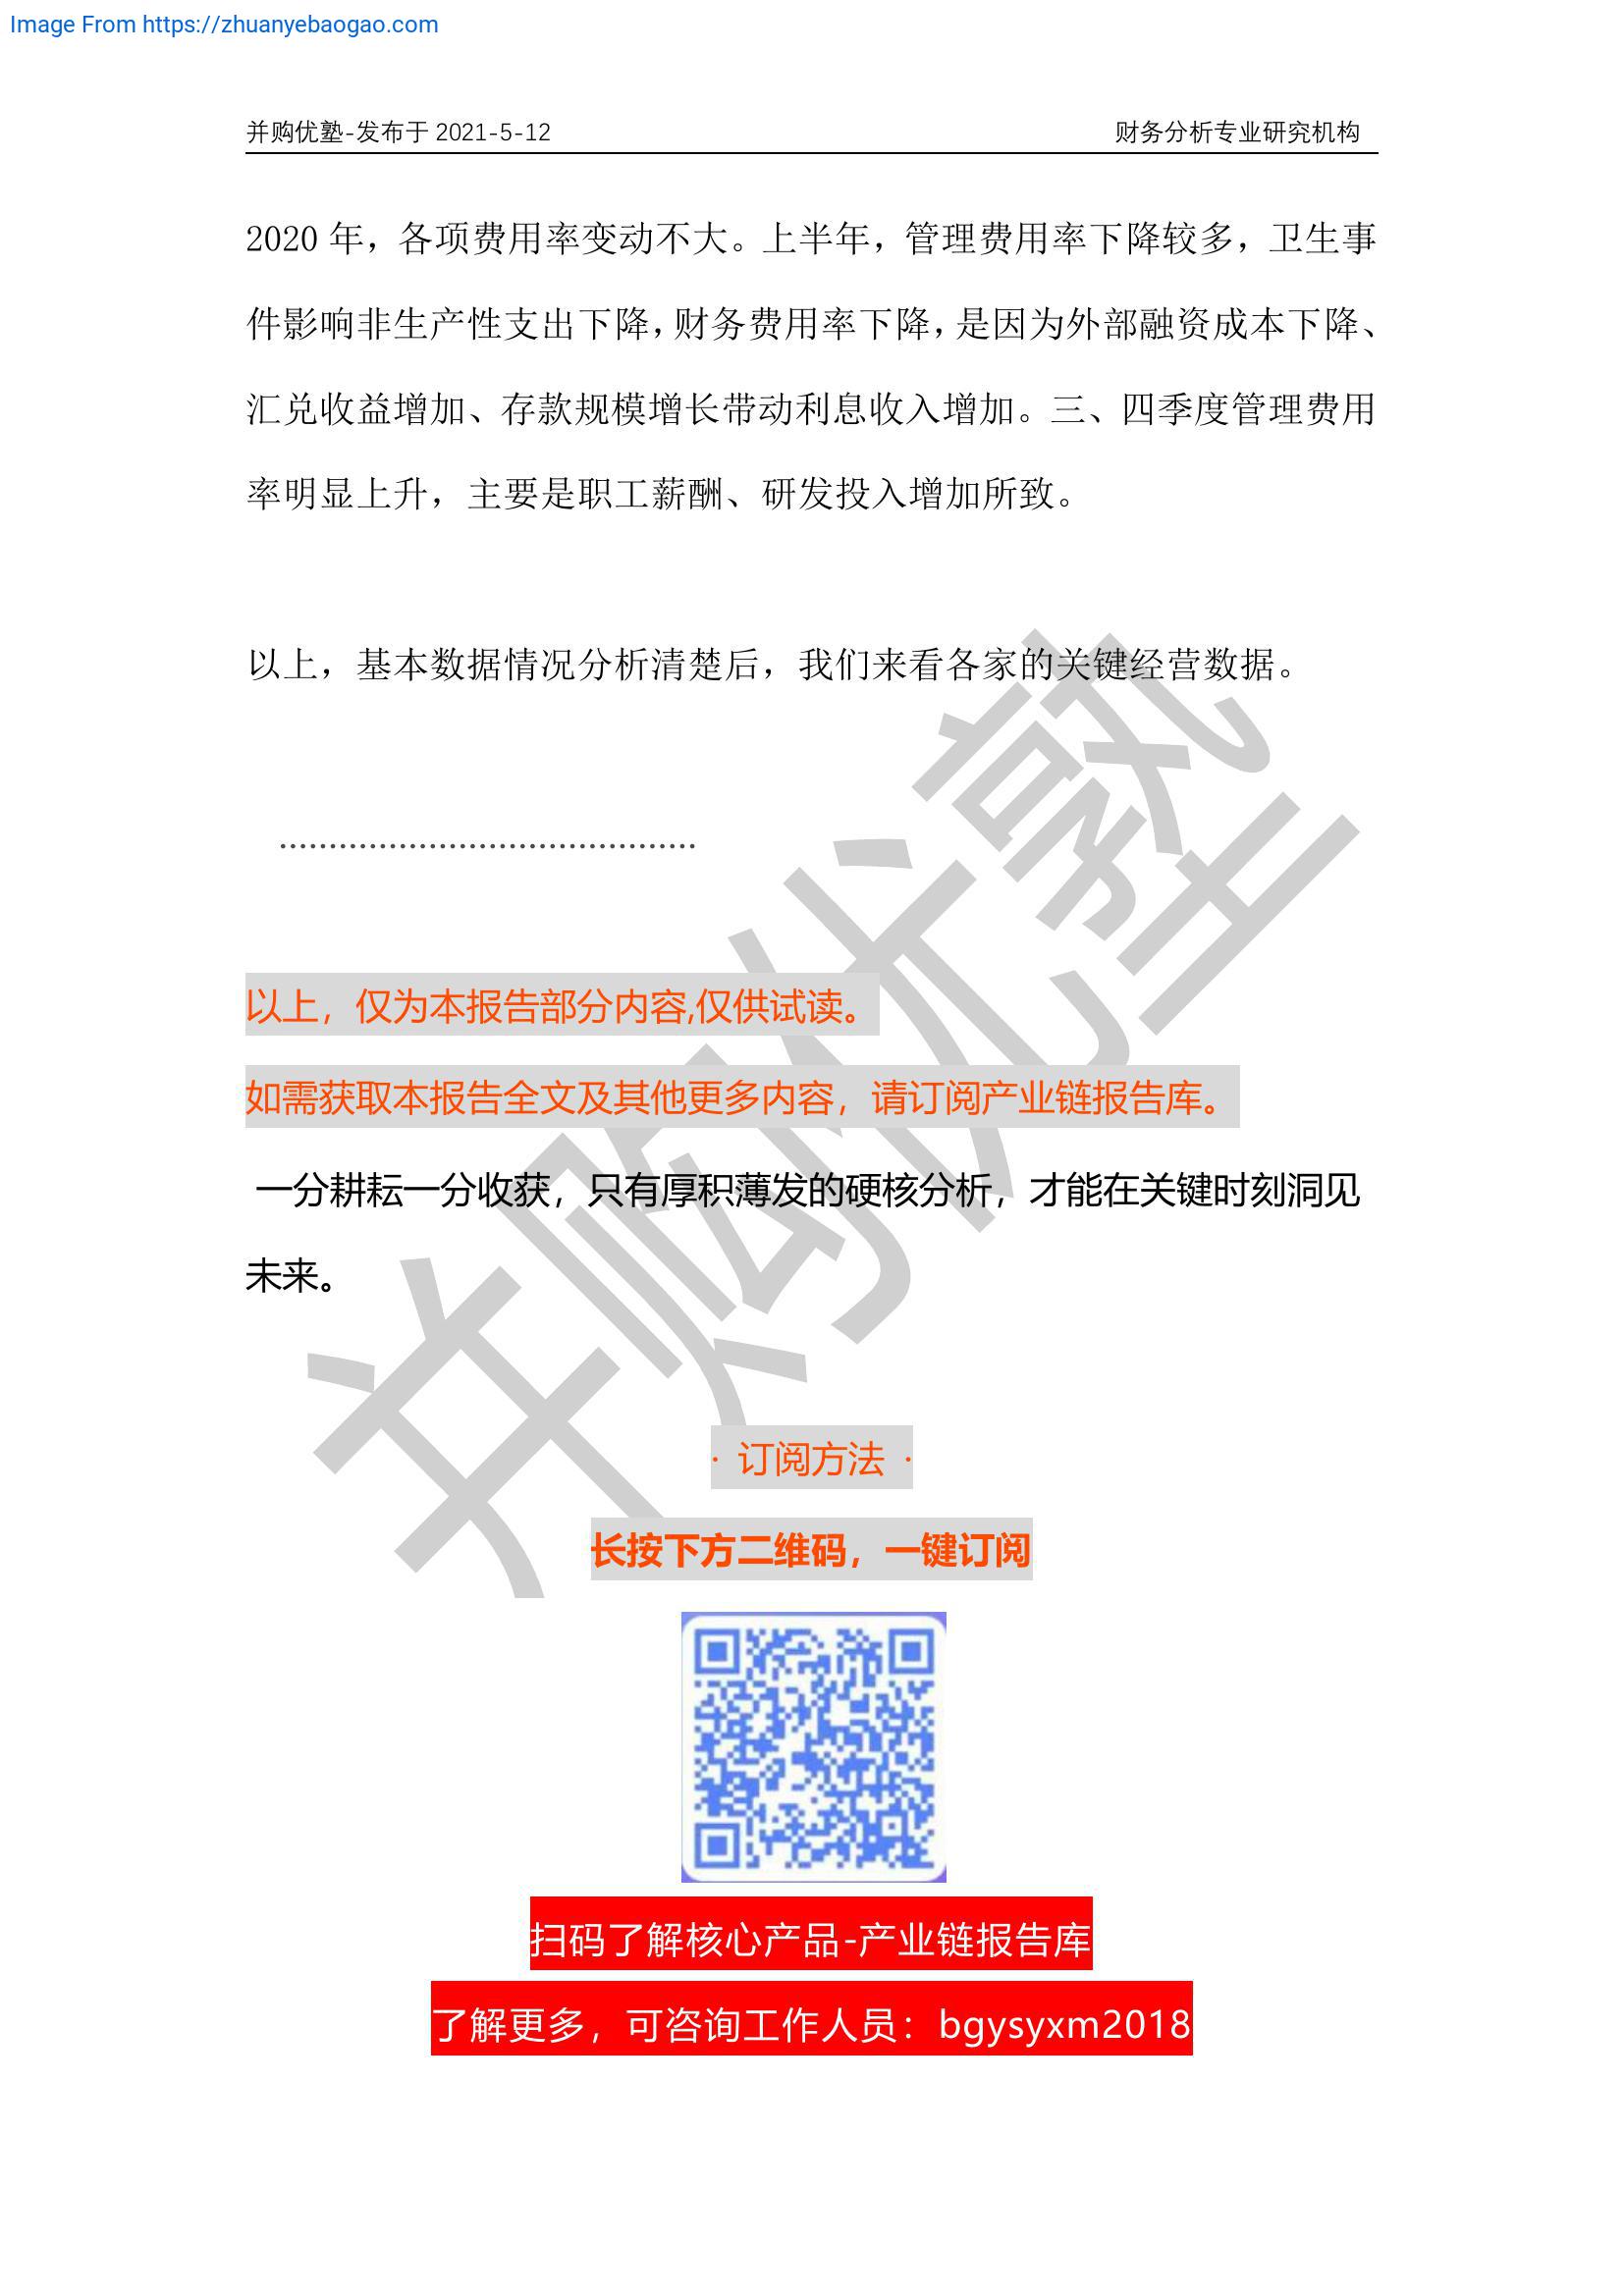 Image From https://zhuanyebaogao.com
并购优塾-发布于 2021-5-12 财务分析专业研究机构
2020 年，各项费用率变动不大。上半年，管理费用率下降较多，卫生事
件影响非生产性支出下降，财务费用率下降，是因为外部融资成本下降、
汇兑收益增加、存款规模增长带动利息收入增加。三、四季度管理费用
率明显上升，主要是职工薪酬、研发投入增加所致。
以上，基本数据情况分析清楚后，我们来看各家的关键经营数据。
……………………………………
以上，仅为本报告部分内容,仅供试读。
如需获取本报告全文及其他更多内容，请订阅产业链报告库。
一分耕耘一分收获，只有厚积薄发的硬核分析，才能在关键时刻洞见
未来。
并购优塾
· 订阅方法 ·
长按下方二维码，一键订阅
扫码了解核心产品-产业链报告库
了解更多，可咨询工作人员：bgysyxm2018